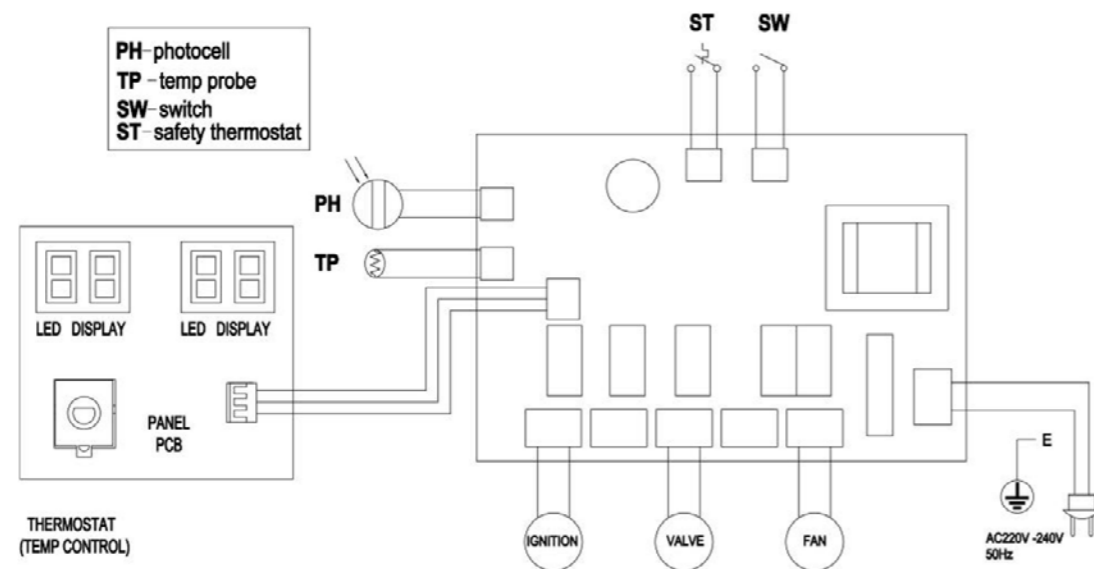 PH-photocell
TP -temp probe
SW-switch
ST-safety thermostat
ST SW
PH
TP
LED DISPLAY LED DISPLAY
PANEL
PCB
THERMOSTAT
(TEMP CONTROL)
IGNITION VALVE FAN
E
AC220V -240V
50Hz